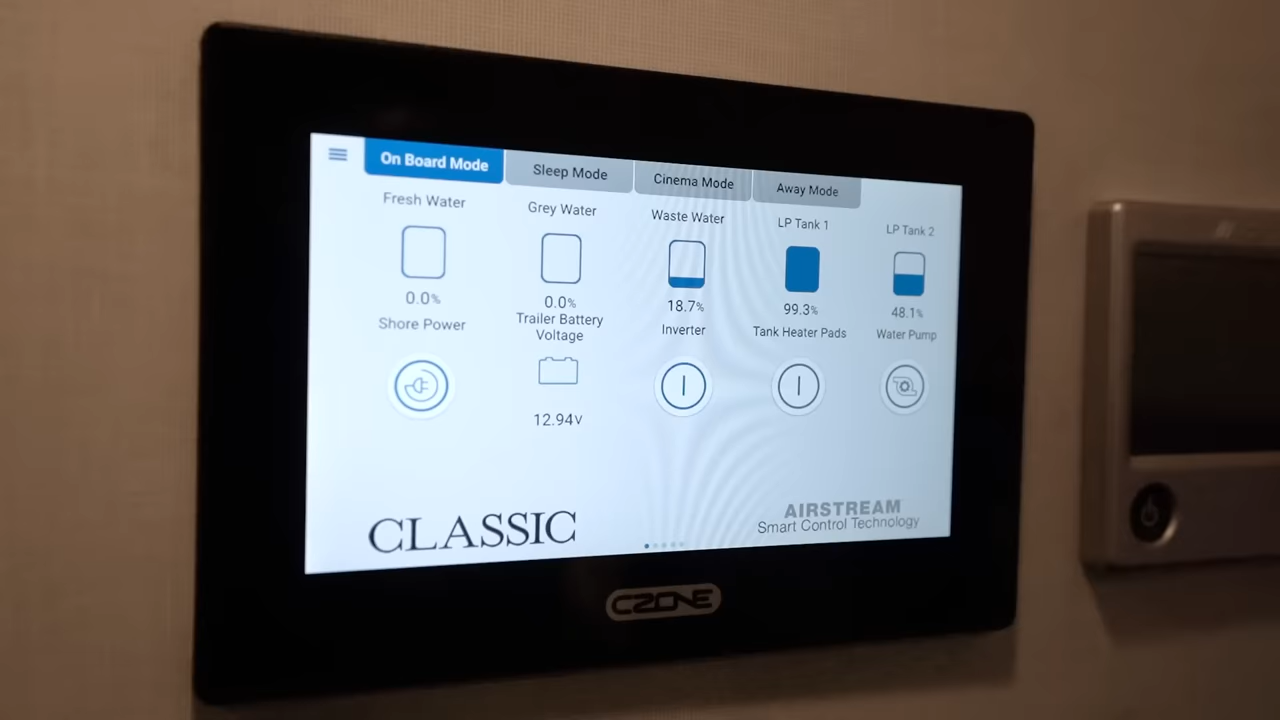 On Board Mode
Sleep Mode
Cinema Mode
Away Mode
Fresh Water
Grey Water
Waste Water
LP Tank 1
LP Tank 2
0.0%
0.0%
18.7%
99.3%
48.1%
Shore Power
Trailer Battery
Voltage
Inverter
Tank Heater Pads
Water Pump
12.94V
CLASSIC
AIRSTREAM
Smart Control Technology
CZONE